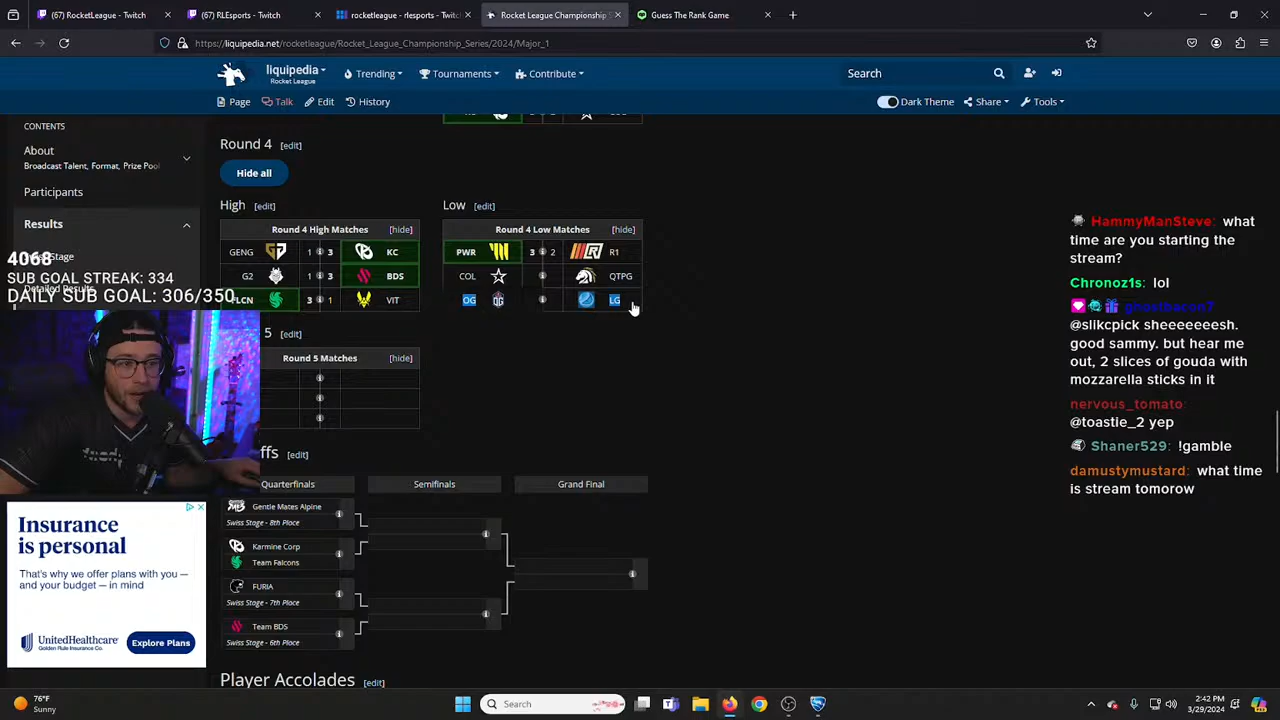 (67) RocketLeague - Twitch
(67) RLEsports - Twitch
rocketleague - rlesports - Twitch
Rocket League Championship
Guess The Rank Game
https://liquipedia.net/rocketleague/Rocket_League_Championship_Series/2024/Major_1
liquipedia
Rocket League
Trending
Tournaments
Contribute
Search
Page
Talk
Edit
History
Dark Theme
Share
Tools
CONTENTS
About
Broadcast Talent, Format, Prize Pool
Participants
Results
4068
SUB GOAL STREAK: 334
DAILY SUB GOAL: 306/350
Round 4 [edit]
Hide all
High [edit]
Round 4 High Matches [hide]
GENG 1 3 KC
G2 1 3 BDS
FLCN 3 1 VIT
Low [edit]
Round 4 Low Matches [hide]
PWR 3 2 R1
COL QTPG
OG LG
5 [edit]
Round 5 Matches [hide]
ffs [edit]
Quarterfinals
Semifinals
Grand Final
Gentle Mates Alpine
Swiss Stage - 8th Place
Karmine Corp
Team Falcons
FURIA
Swiss Stage - 7th Place
Team BDS
Swiss Stage - 6th Place
Player Accolades [edit]
HammyManSteve: what
time are you starting the
stream?
Chronoz1s: lol
ghostbacon7
@slikcpick sheeeeeeesh.
good sammy. but hear me
out, 2 slices of gouda with
mozzarella sticks in it
nervous_tomato:
@toastie_2 yep
Shaner529: !gamble
damustymustard: what time
is stream tomorow
Insurance
is personal
That's why we offer plans with you —
and your budget — in mind
UnitedHealthcare
Golden Rule Insurance Co.
Explore Plans
76°F
Sunny
Search
2:42 PM
3/29/2024